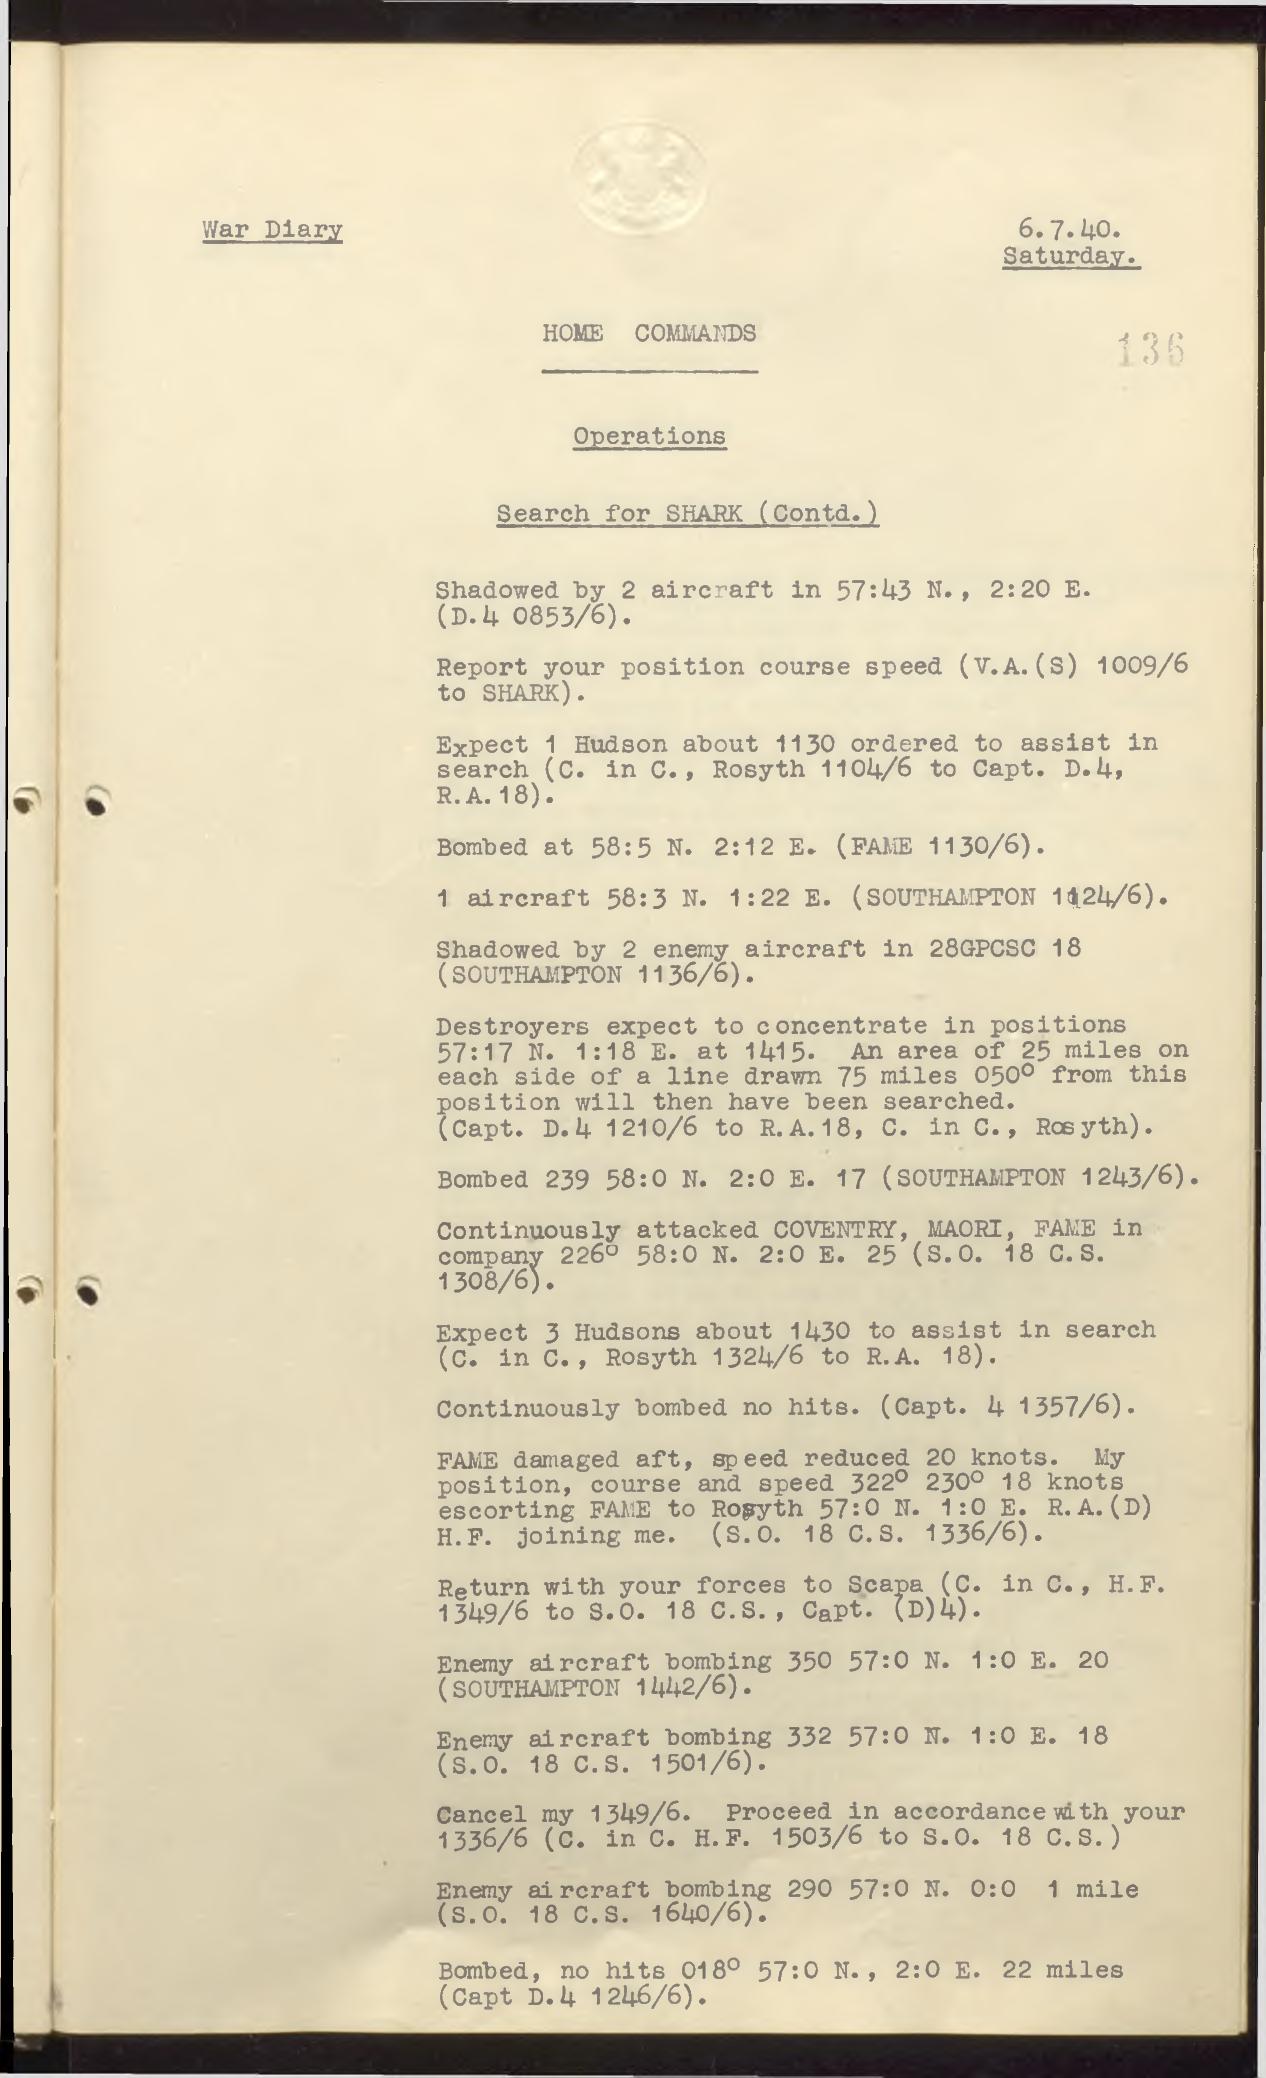 War Diary
6.7.40.
Saturday.
HOME COMMANDS
136
Operations
Search for SHARK (Contd.)
Shadowed by 2 aircraft in 57:43 N., 2:20 E.
(D.4 0853/6).
Report your position course speed (V.A.(S) 1009/6
to SHARK).
Expect 1 Hudson about 1130 ordered to assist in
search (C. in C., Rosyth 1104/6 to Capt. D.4,
R.A.18).
Bombed at 58:5 N. 2:12 E. (FAME 1130/6).
1 aircraft 58:3 N. 1:22 E. (SOUTHAMPTON 1124/6).
Shadowed by 2 enemy aircraft in 28GPCSC 18
(SOUTHAMPTON 1136/6).
Destroyers expect to concentrate in positions
57:17 N. 1:18 E. at 1415. An area of 25 miles on
each side of a line drawn 75 miles 050° from this
position will then have been searched.
(Capt. D.4 1210/6 to R.A.18, C. in C., Rosyth).
Bombed 239 58:0 N. 2:0 E. 17 (SOUTHAMPTON 1243/6).
Continuously attacked COVENTRY, MAORI, FAME in
company 226° 58:0 N. 2:0 E. 25 (S.O. 18 C.S.
1308/6).
Expect 3 Hudsons about 1430 to assist in search
(C. in C., Rosyth 1324/6 to R.A. 18).
Continuously bombed no hits. (Capt. 4 1357/6).
FAME damaged aft, speed reduced 20 knots. My
position, course and speed 322° 230° 18 knots
escorting FAME to Rosyth 57:0 N. 1:0 E. R.A.(D)
H.F. joining me. (S.O. 18 C.S. 1336/6).
Return with your forces to Scapa (C. in C., H.F.
1349/6 to S.O. 18 C.S., Capt. (D)4).
Enemy aircraft bombing 350 57:0 N. 1:0 E. 20
(SOUTHAMPTON 1442/6).
Enemy aircraft bombing 332 57:0 N. 1:0 E. 18
(S.O. 18 C.S. 1501/6).
Cancel my 1349/6. Proceed in accordance with your
1336/6 (C. in C. H.F. 1503/6 to S.O. 18 C.S.)
Enemy aircraft bombing 290 57:0 N. 0:0 1 mile
(S.O. 18 C.S. 1640/6).
Bombed, no hits 018° 57:0 N., 2:0 E. 22 miles
(Capt D.4 1246/6).